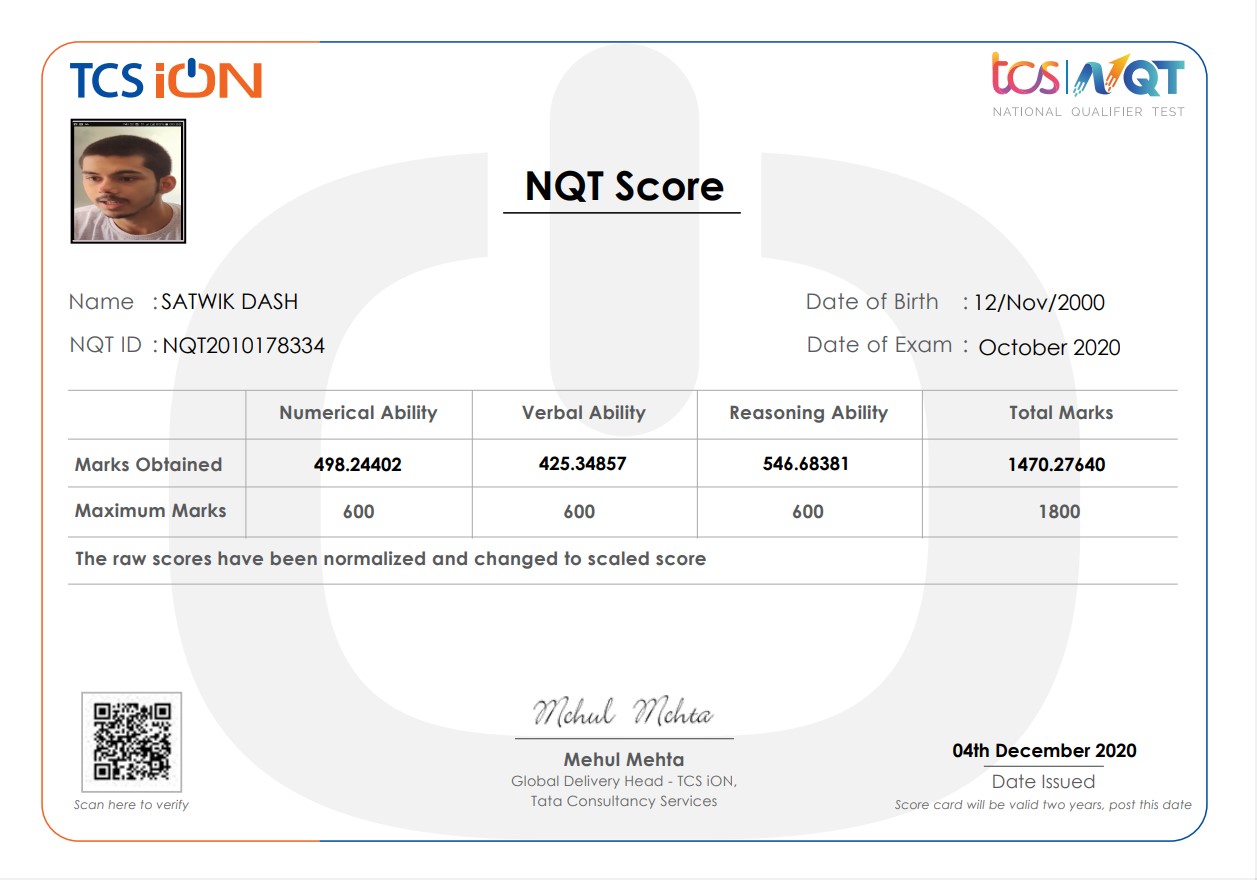 TCS iON
tcs | NQT
NATIONAL QUALIFIER TEST
NQT Score
Name : SATWIK DASH
Date of Birth : 12/Nov/2000
NQT ID : NQT2010178334
Date of Exam : October 2020
Numerical Ability Verbal Ability Reasoning Ability Total Marks
Marks Obtained 498.24402 425.34857 546.68381 1470.27640
Maximum Marks 600 600 600 1800
The raw scores have been normalized and changed to scaled score
Mehul Mehta
Mehul Mehta
Global Delivery Head - TCS iON,
Tata Consultancy Services
04th December 2020
Date Issued
Scan here to verify
Score card will be valid two years, post this date